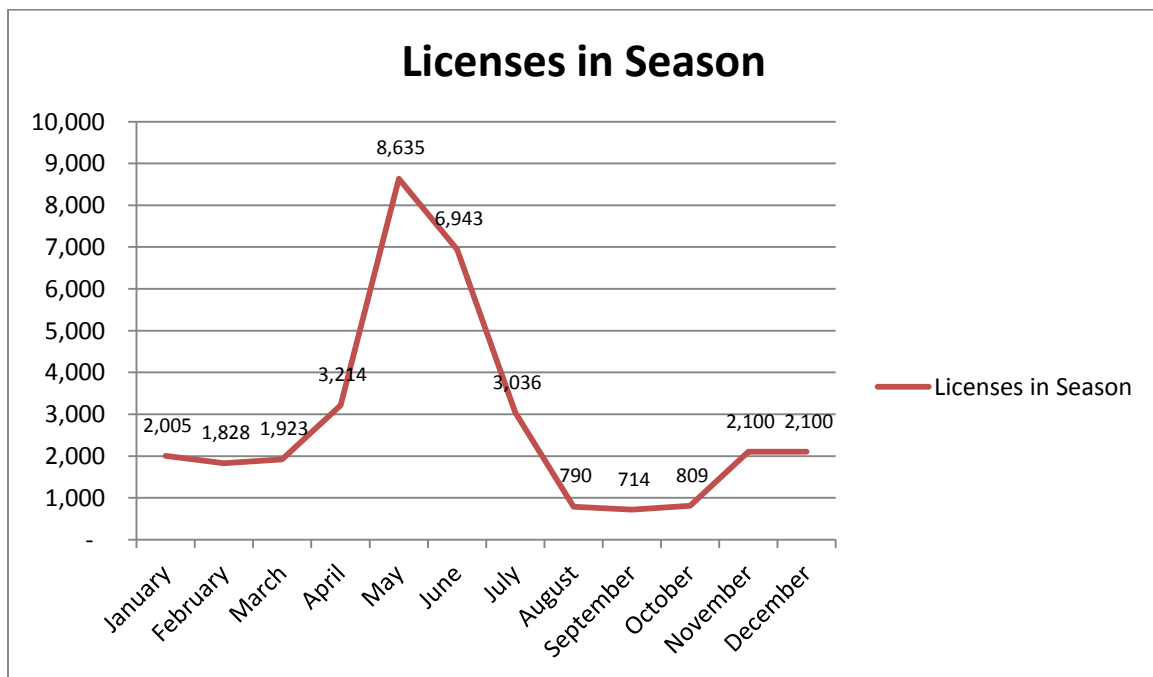 Licenses in Season
10,000
9,000
8,000
7,000
6,000
5,000
4,000
3,000
2,000
1,000
-
2,005
1,828
1,923
3,214
8,635
6,943
3,036
790
714
809
2,100
2,100
January
February
March
April
May
June
July
August
September
October
November
December
Licenses in Season